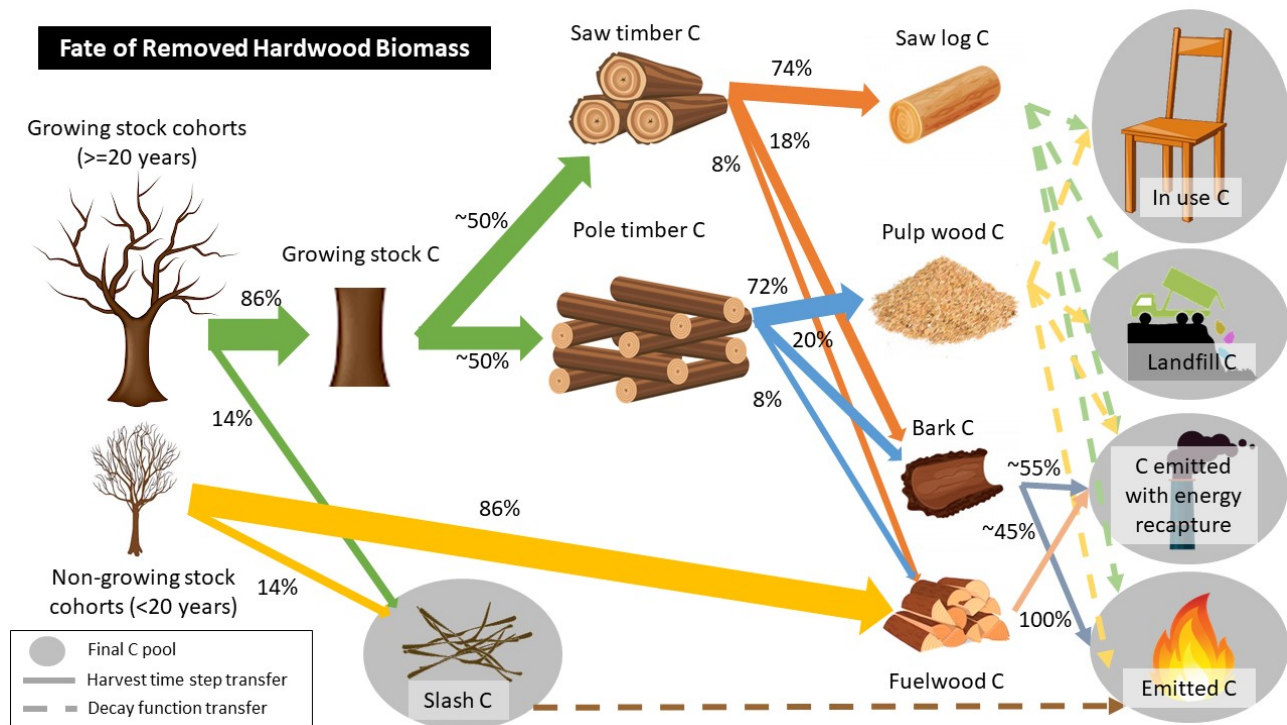 Fate of Removed Hardwood Biomass
Saw timber C
Saw log C
74%
18%
8%
Growing stock cohorts
(>=20 years)
In use C
~50%
Pole timber C
Pulp wood C
Growing stock C
86%
72%
20%
~50%
8%
Landfill C
14%
Bark C
~55%
C emitted
with energy
recapture
86%
~45%
Non-growing stock
cohorts (<20 years)
14%
100%
Final C pool
Harvest time step transfer
Decay function transfer
Slash C
Fuelwood C
Emitted C